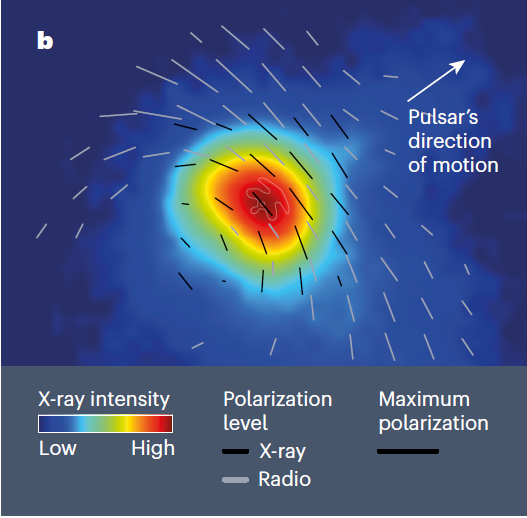 b
Pulsar's
direction
of motion
X-ray intensity
Low
High
Polarization
level
X-ray
Radio
Maximum
polarization